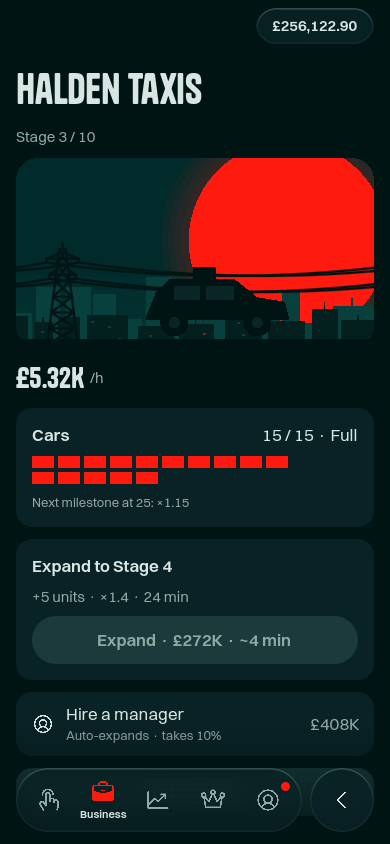 £256,122.90
HALDEN TAXIS
Stage 3 / 10
£5.32K /h
Cars 15 / 15 · Full
Next milestone at 25: ×1.15
Expand to Stage 4
+5 units · ×1.4 · 24 min
Expand · £272K · ~4 min
Hire a manager
Auto-expands · takes 10%
£408K
Business